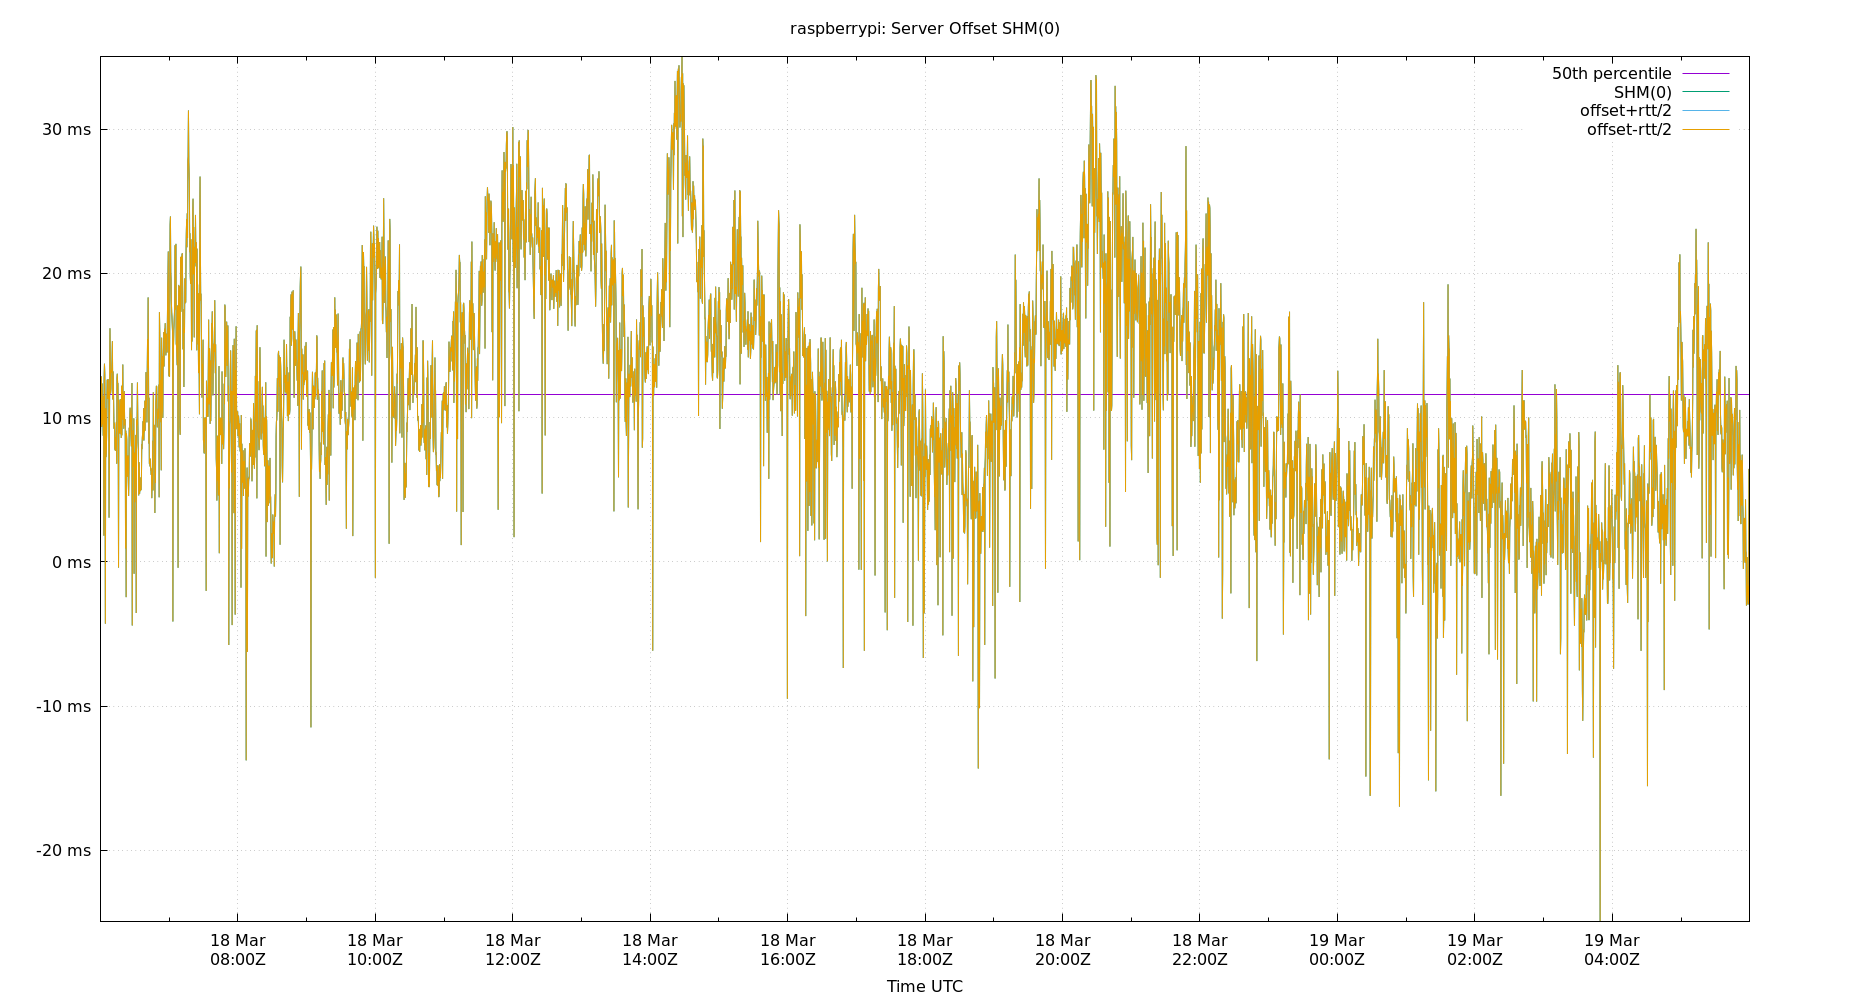 raspberrypi: Server Offset SHM(0)
50th percentile
SHM(0)
offset+rtt/2
offset-rtt/2
30 ms
20 ms
10 ms
0 ms
-10 ms
-20 ms
18 Mar 18 Mar 18 Mar 18 Mar 18 Mar 18 Mar 18 Mar 18 Mar 19 Mar 19 Mar 19 Mar
08:00Z 10:00Z 12:00Z 14:00Z 16:00Z 18:00Z 20:00Z 22:00Z 00:00Z 02:00Z 04:00Z
Time UTC